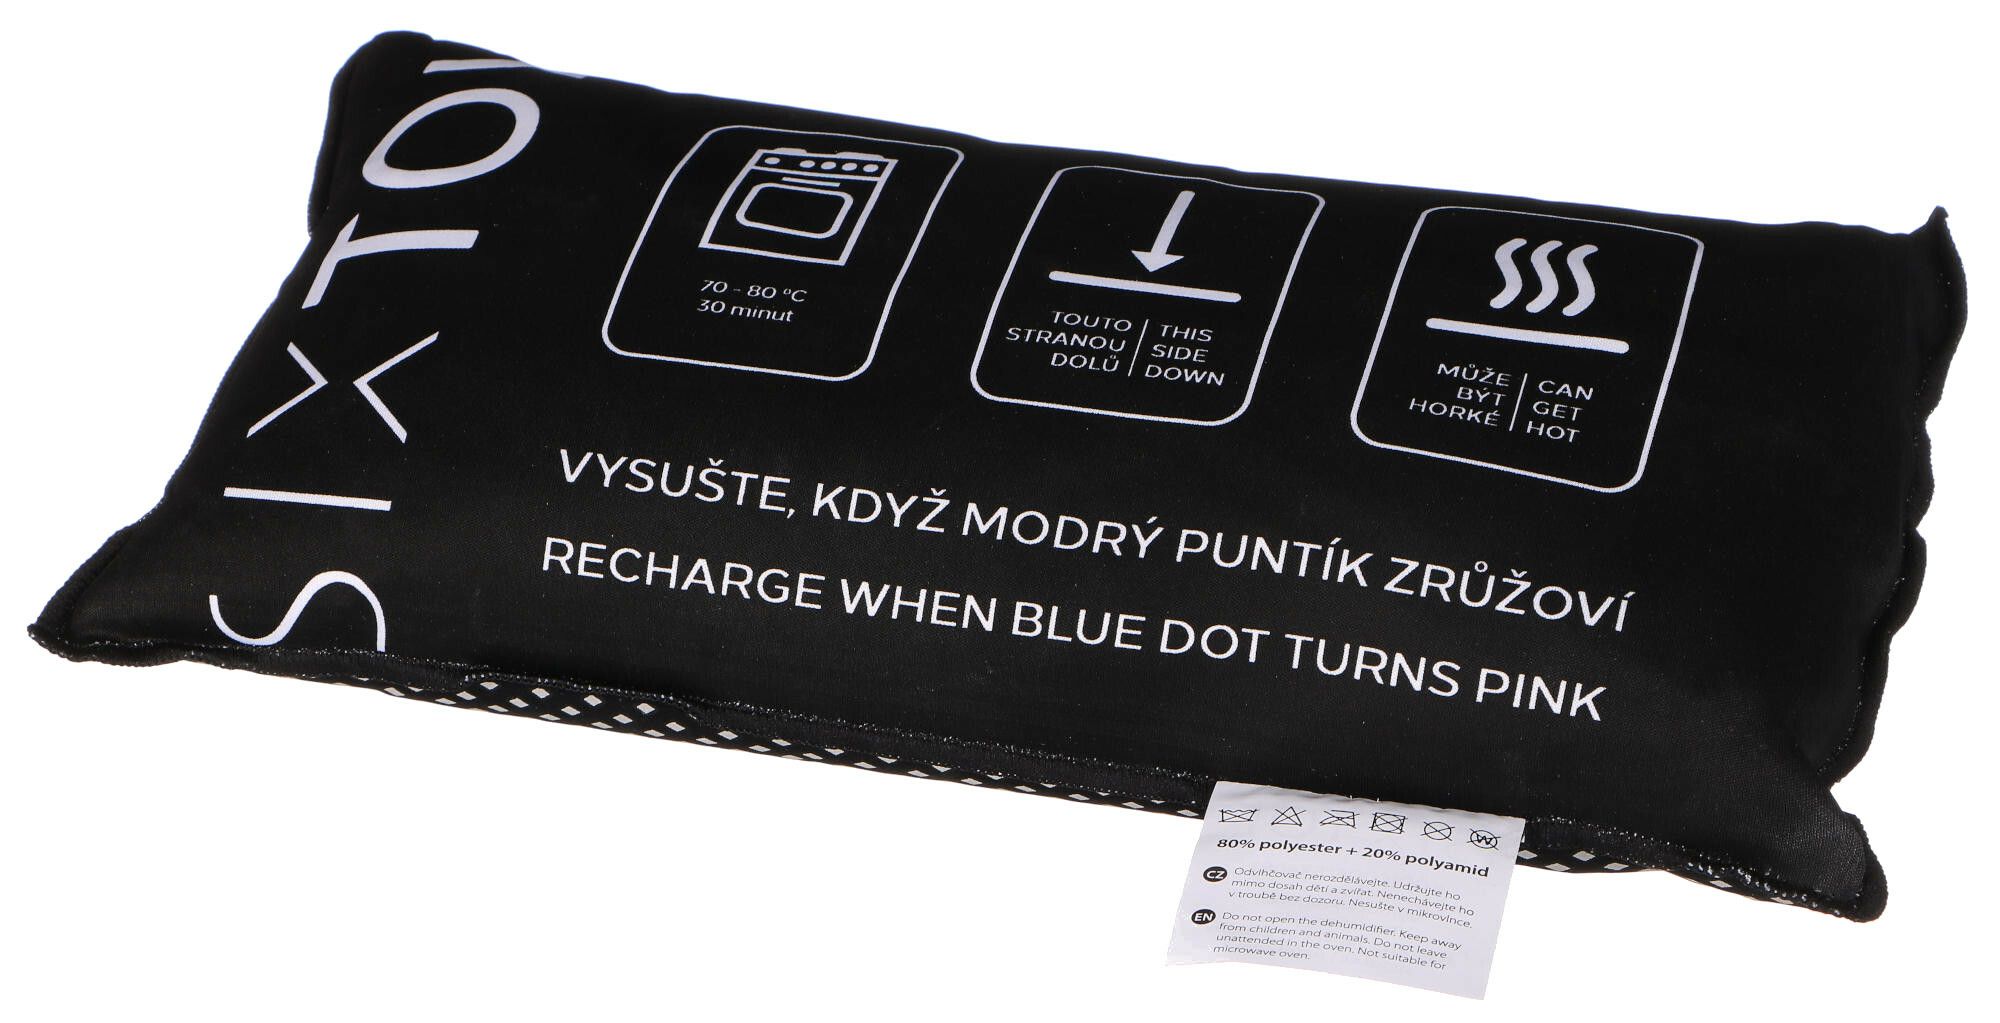 SIXTOL
70 - 80 ºC
30 minut
TOUTO
STRANOU
DOLŮ
THIS
SIDE
DOWN
MŮŽE
BÝT
HORKÉ
CAN
GET
HOT
VYSUŠTE, KDYŽ MODRÝ PUNTÍK ZRŮŽOVÍ
RECHARGE WHEN BLUE DOT TURNS PINK
W
80% polyester + 20% polyamid
CZ Odvlhčovač nerozdělávejte. Udržujte ho
mimo dosah dětí a zvířat. Nenechávejte ho
v troubě bez dozoru. Nesušte v mikrovlnce.
EN Do not open the dehumidifier. Keep away
from children and animals. Do not leave
unattended in the oven. Not suitable for
microwave oven.